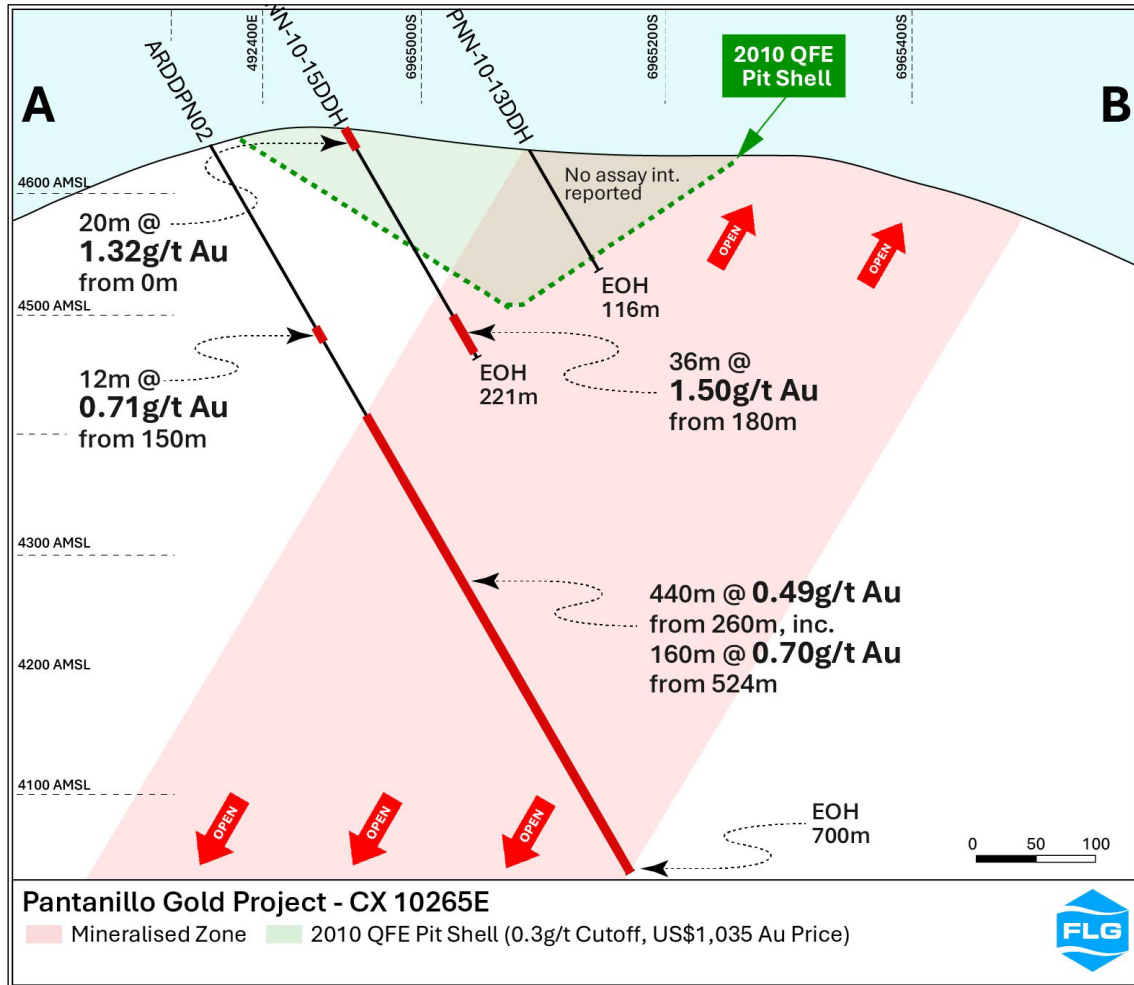 A
B
ARDDPN02
NN-10-15DDH
PNN-10-13DDH
492400E
6965000S
6965200S
6965400S
2010 QFE
Pit Shell
No assay int.
reported
4600 AMSL
20m @
1.32g/t Au
from 0m
OPEN
OPEN
EOH
116m
4500 AMSL
12m @
0.71g/t Au
from 150m
EOH
221m
36m @
1.50g/t Au
from 180m
4300 AMSL
440m @ 0.49g/t Au
from 260m, inc.
160m @ 0.70g/t Au
from 524m
4200 AMSL
4100 AMSL
OPEN
OPEN
OPEN
EOH
700m
0 50 100
Pantanillo Gold Project - CX 10265E
Mineralised Zone
2010 QFE Pit Shell (0.3g/t Cutoff, US$1,035 Au Price)
FLG